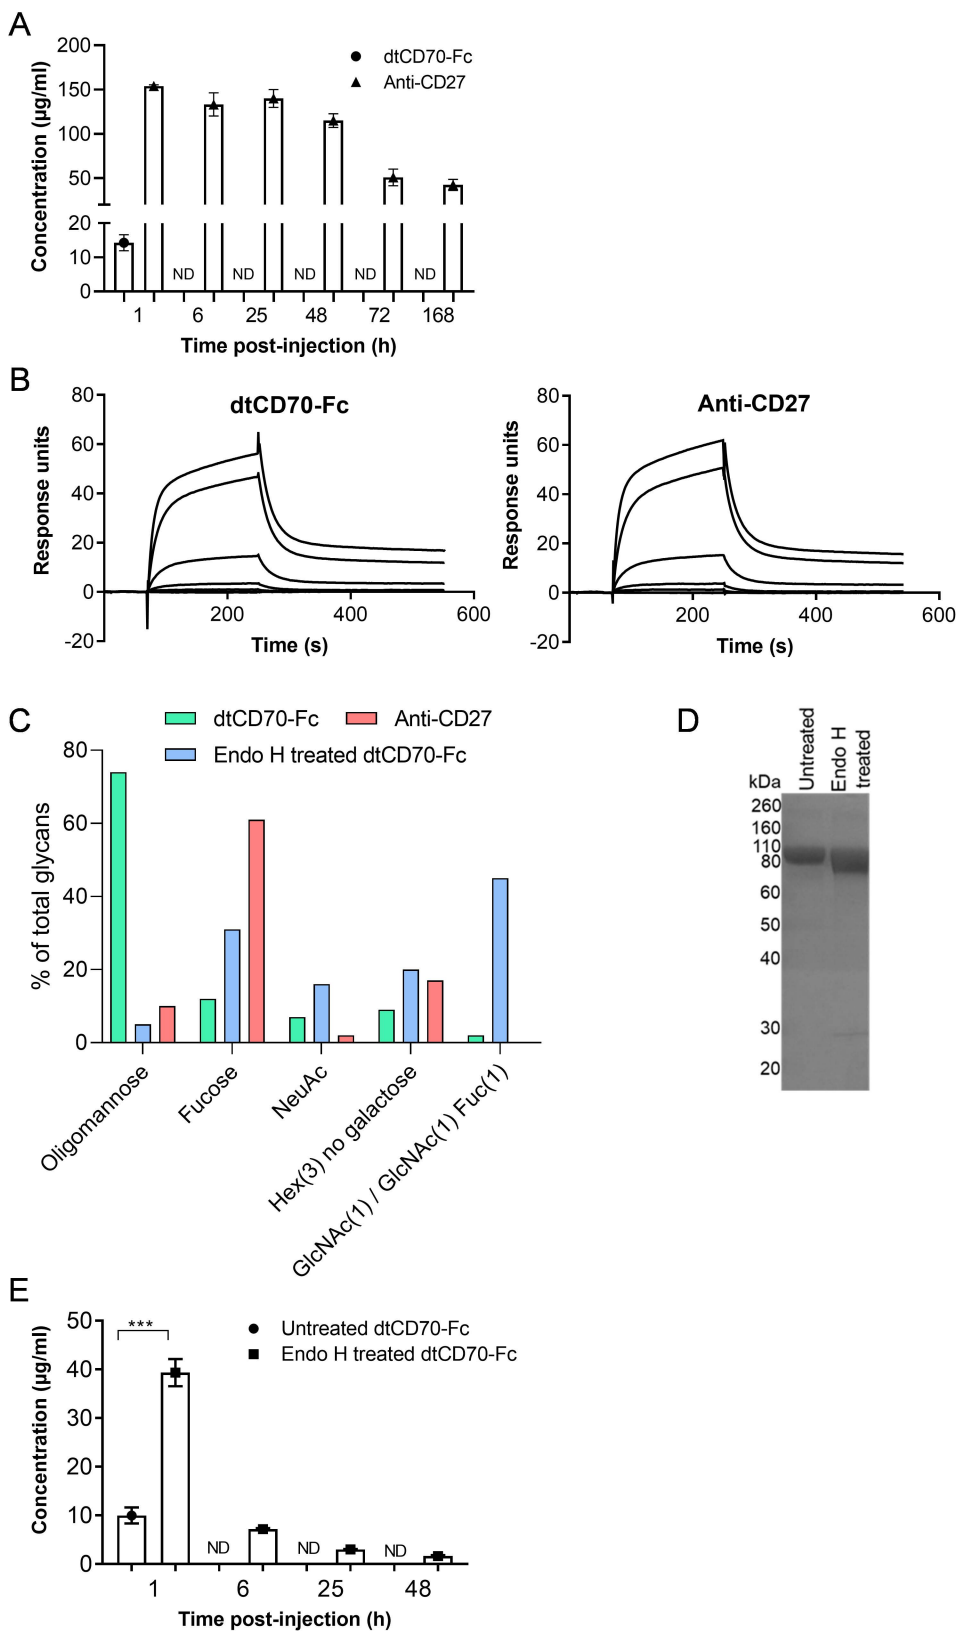 A
Concentration (µg/ml)
200
150
100
50
20
10
0
dtCD70-Fc
Anti-CD27
ND ND ND ND ND
1 6 25 48 72 168
Time post-injection (h)
B
dtCD70-Fc
Response units
80
60
40
20
0
-20
200 400 600
Time (s)
Anti-CD27
Response units
80
60
40
20
0
-20
200 400 600
Time (s)
C
dtCD70-Fc Anti-CD27
Endo H treated dtCD70-Fc
% of total glycans
80
60
40
20
0
Oligomannose
Fucose
NeuAc
Hex(3) no galactose
GlcNAc(1) / GlcNAc(1) Fuc(1)
D
Untreated
Endo H
treated
kDa
260
160
110
80
60
50
40
30
20
E
Concentration (µg/ml)
50
40
30
20
10
0
***
Untreated dtCD70-Fc
Endo H treated dtCD70-Fc
ND ND ND
1 6 25 48
Time post-injection (h)